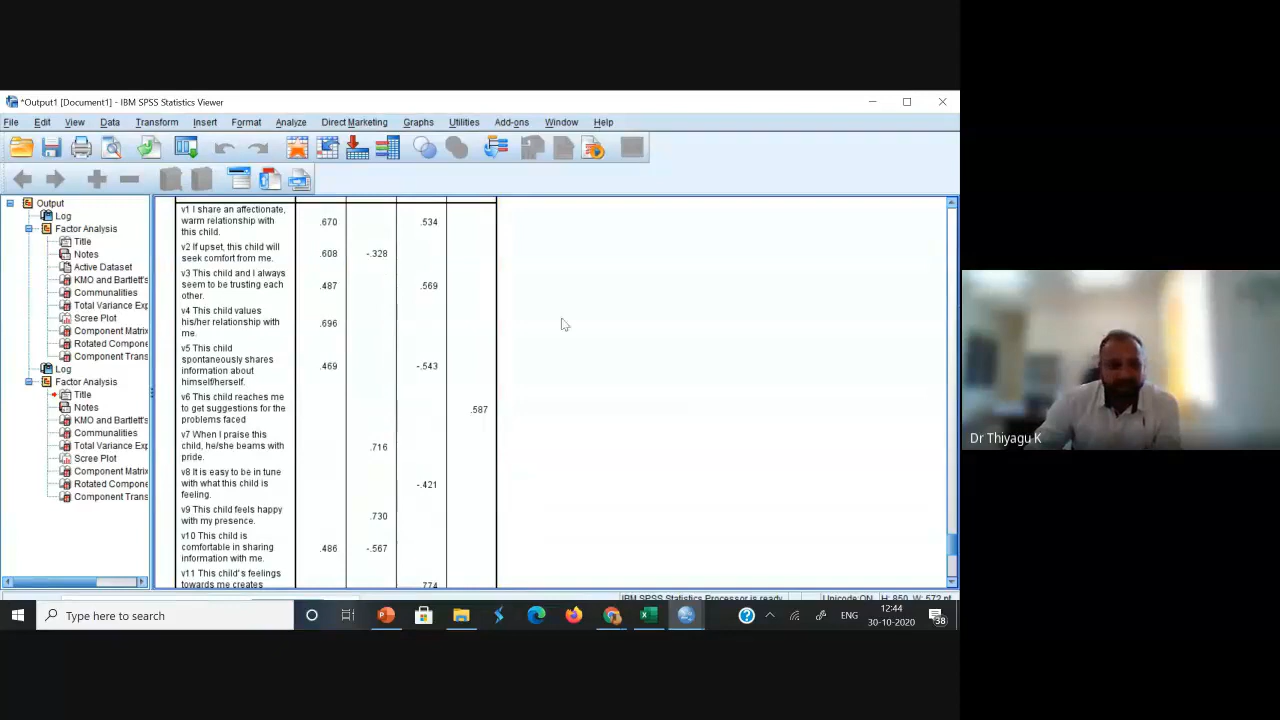 *Output1 [Document1] - IBM SPSS Statistics Viewer
File Edit View Data Transform Insert Format Analyze Direct Marketing Graphs Utilities Add-ons Window Help
Output
Log
Factor Analysis
Title
Notes
Active Dataset
KMO and Bartlett's
Communalities
Total Variance Exp
Scree Plot
Component Matrix
Rotated Compone
Component Trans
Log
Factor Analysis
Title
Notes
KMO and Bartlett's
Communalities
Total Variance Exp
Scree Plot
Component Matrix
Rotated Compone
Component Trans
v1 I share an affectionate,
warm relationship with
this child.
.670 .534
v2 If upset, this child will
seek comfort from me.
.608 -.328
v3 This child and I always
seem to be trusting each
other.
.487 .569
v4 This child values
his/her relationship with
me.
.696
v5 This child
spontaneously shares
information about
himself/herself.
.469 -.543
v6 This child reaches me
to get suggestions for the
problems faced
.587
v7 When I praise this
child, he/she beams with
pride.
.716
v8 It is easy to be in tune
with what this child is
feeling.
-.421
v9 This child feels happy
with my presence.
.730
v10 This child is
comfortable in sharing
information with me.
.486 -.567
v11 This child's feelings
towards me creates
.774
IBM SPSS Statistics Processor is ready
Unicode:ON H: 850, W: 572 pt
Type here to search
ENG
12:44
30-10-2020
38
Dr Thiyagu K